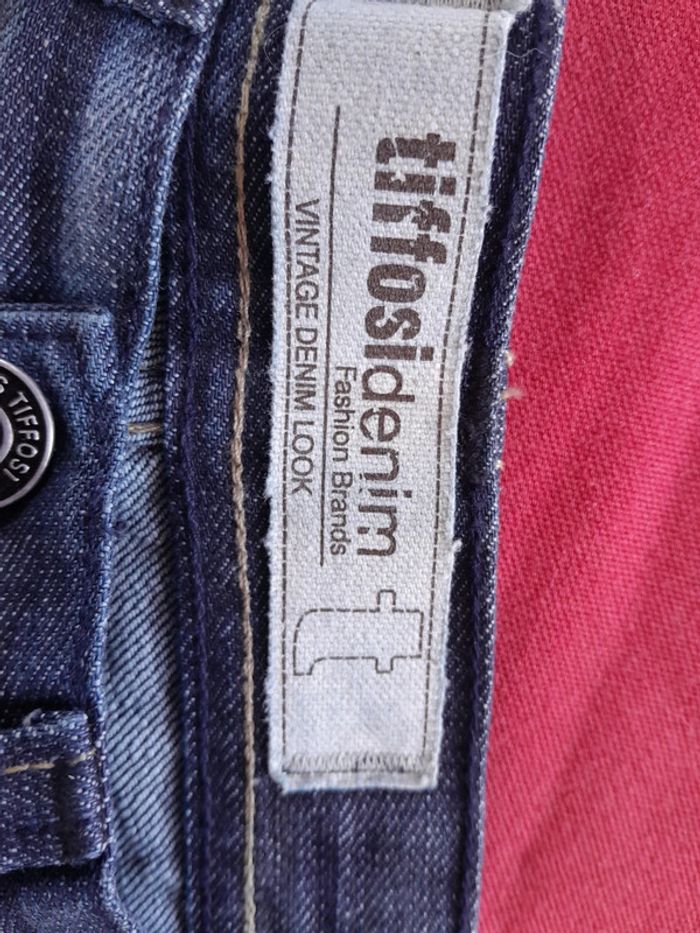 tiffosidenim
Fashion Brands
VINTAGE DENIM LOOK
t
TIFFOSI